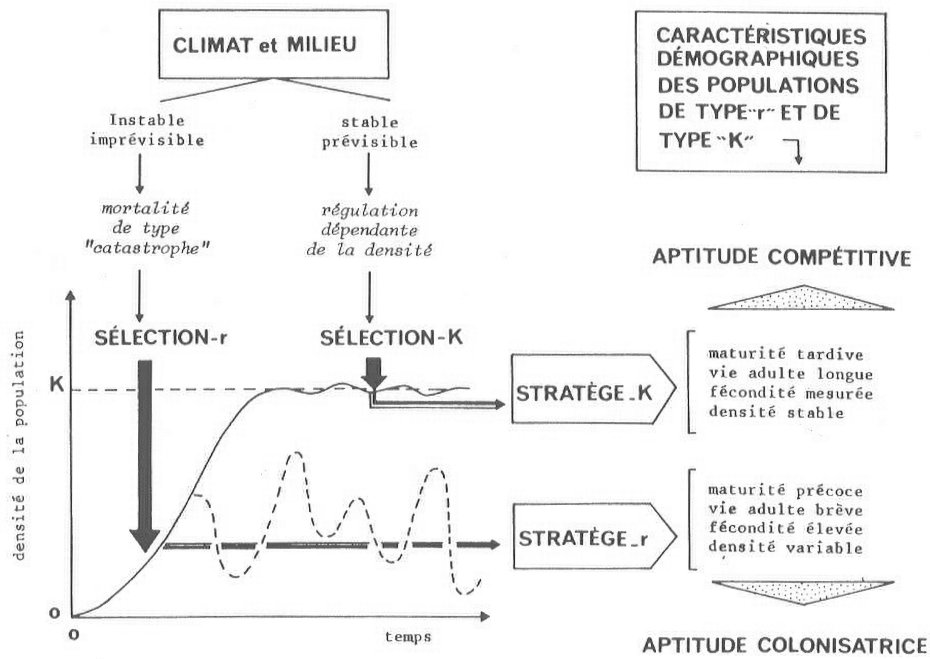 CLIMAT et MILIEU
Instable
imprévisible
stable
prévisible
mortalité
de type
"catastrophe"
régulation
dépendante
de la densité
SÉLECTION-r
SÉLECTION-K
densité de la population
K
O
O
temps
CARACTÉRISTIQUES
DÉMOGRAPHIQUES
DES POPULATIONS
DE TYPE "r" ET DE
TYPE "K"
APTITUDE COMPÉTITIVE
STRATÈGE_K
maturité tardive
vie adulte longue
fécondité mesurée
densité stable
STRATÈGE_r
maturité précoce
vie adulte brève
fécondité élevée
densité variable
APTITUDE COLONISATRICE